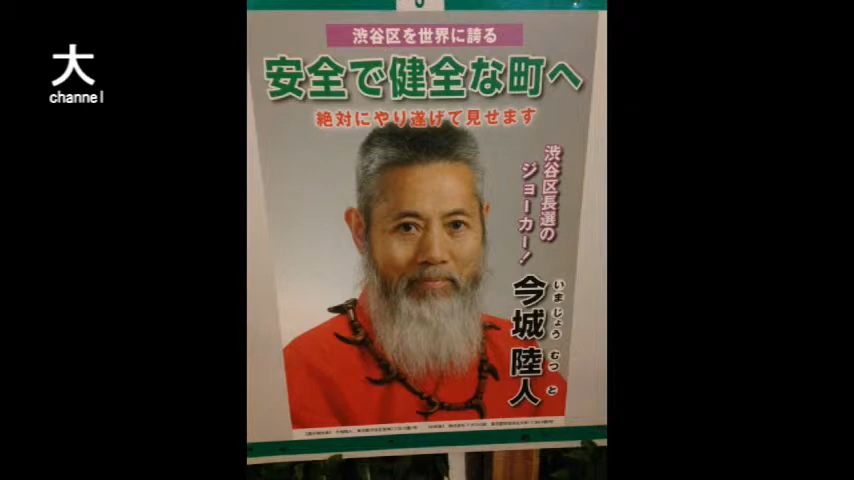 大
channel
渋谷区を世界に誇る
安全で健全な町へ
絶対にやり遂げて見せます
渋谷区長選の
ジョーカー!
今城 陸人
いまじょう むつと